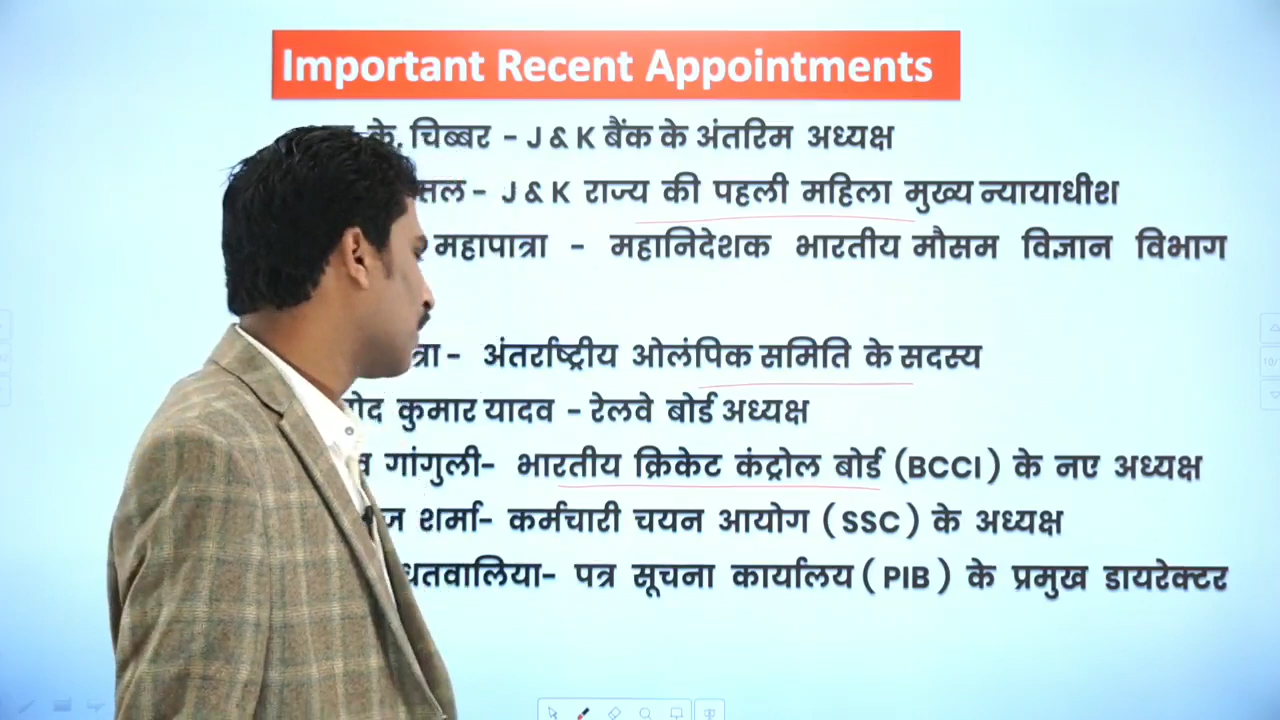 Important Recent Appointments
के. चिब्बर - J & K बैंक के अंतरिम अध्यक्ष
- J & K राज्य की पहली महिला मुख्य न्यायाधीश
महापात्रा - महानिदेशक भारतीय मौसम विज्ञान विभाग
- अंतर्राष्ट्रीय ओलंपिक समिति के सदस्य
कुमार यादव - रेलवे बोर्ड अध्यक्ष
गांगुली- भारतीय क्रिकेट कंट्रोल बोर्ड (BCCI) के नए अध्यक्ष
शर्मा- कर्मचारी चयन आयोग (SSC) के अध्यक्ष
धतवालिया- पत्र सूचना कार्यालय (PIB) के प्रमुख डायरेक्टर